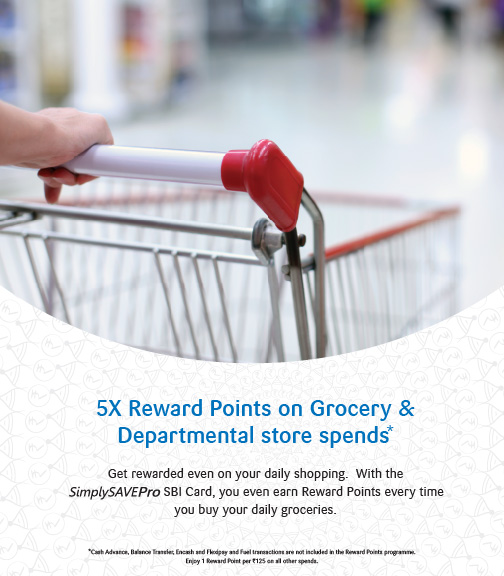 5X Reward Points on Grocery &
Departmental store spends*
Get rewarded even on your daily shopping. With the
SimplySAVEPro SBI Card, you even earn Reward Points every time
you buy your daily groceries.
*Cash Advance, Balance Transfer, Encash and Flexipay and Fuel transactions are not included in the Reward Points programme.
Enjoy 1 Reward Point per ₹125 on all other spends.